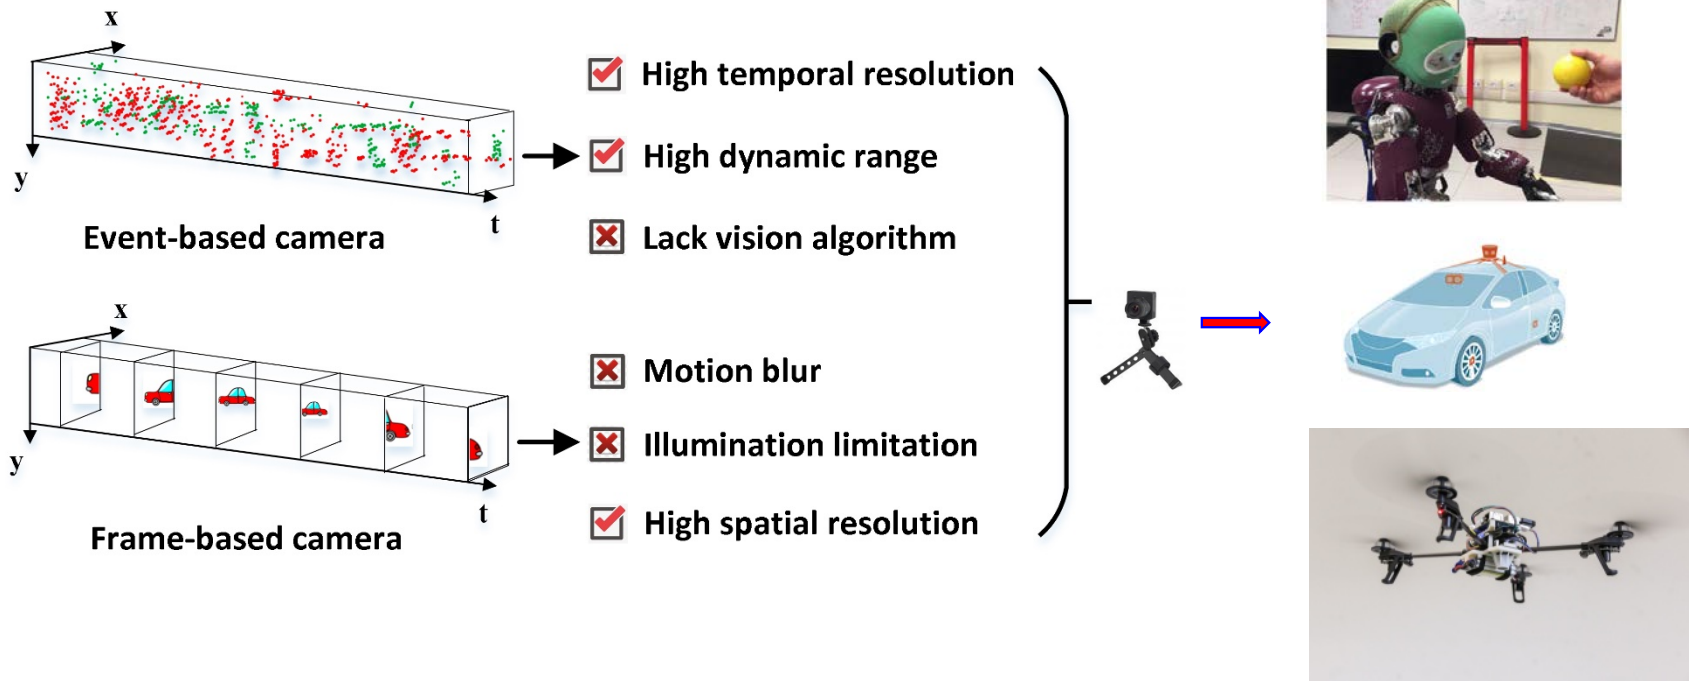 x
y
t
Event-based camera
High temporal resolution
High dynamic range
Lack vision algorithm
x
y
t
Frame-based camera
Motion blur
Illumination limitation
High spatial resolution